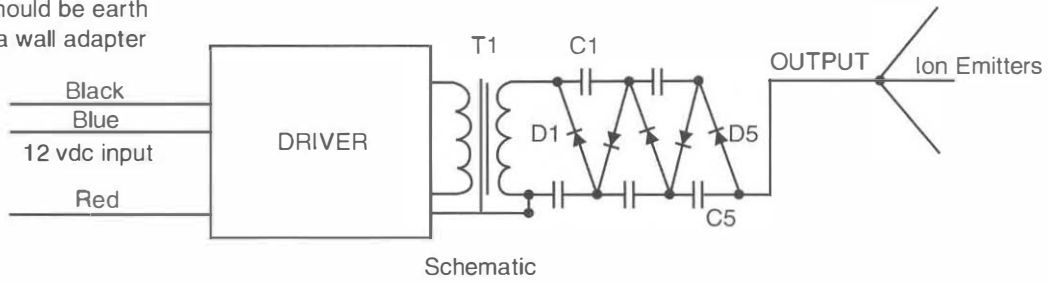 be earth
a wall adapter
Black
Blue
12 vdc input
Red
DRIVER
T1
C1
D1
D5
C5
OUTPUT
Ion Emitters
Schematic